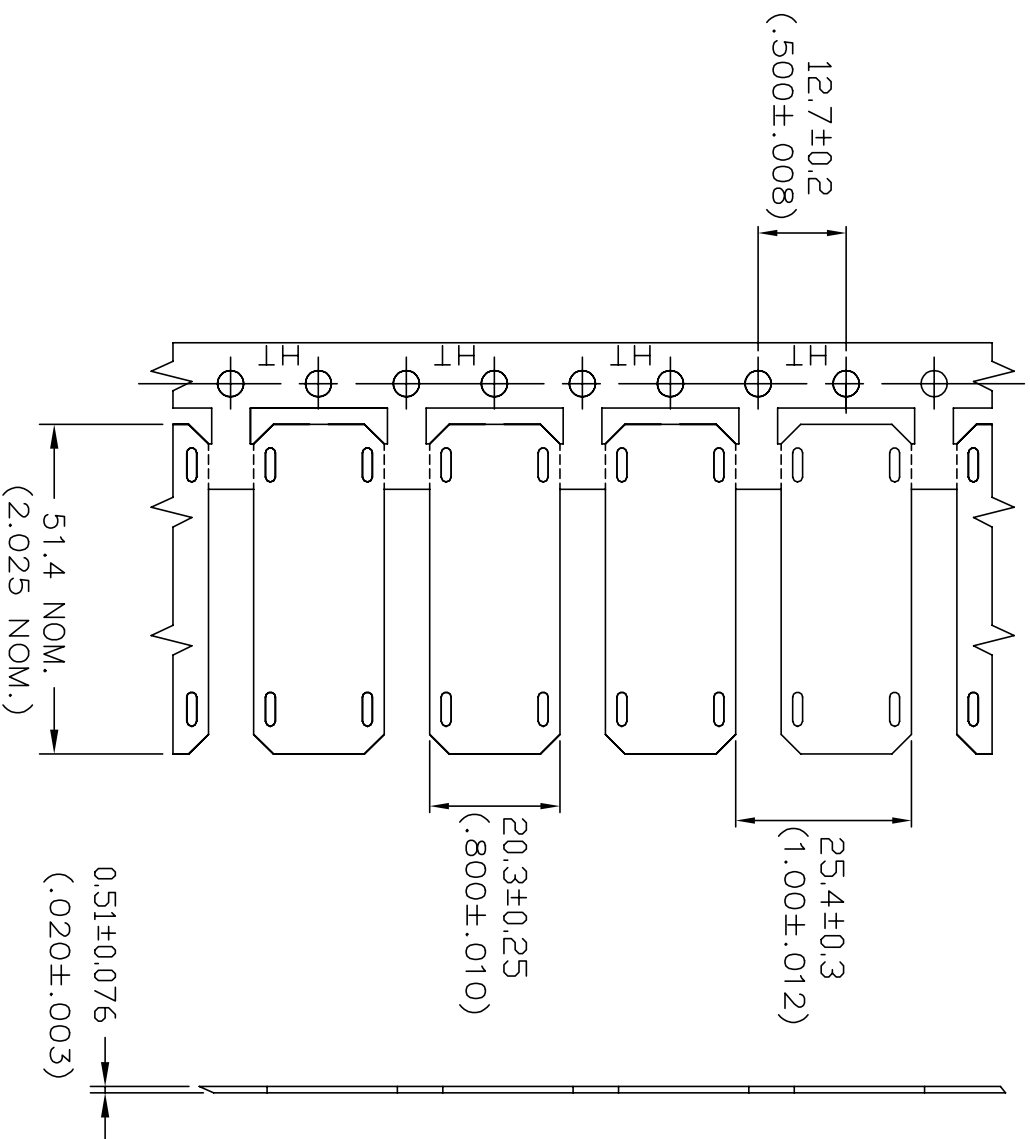 12.7±0.2
(.500±.008)
HT
HT
HT
HT
51.4 NOM.
(2.025 NOM.)
25.4±0.3
(1.00±.012)
20.3±0.25
(.800±.010)
0.51±0.076
(.020±.003)